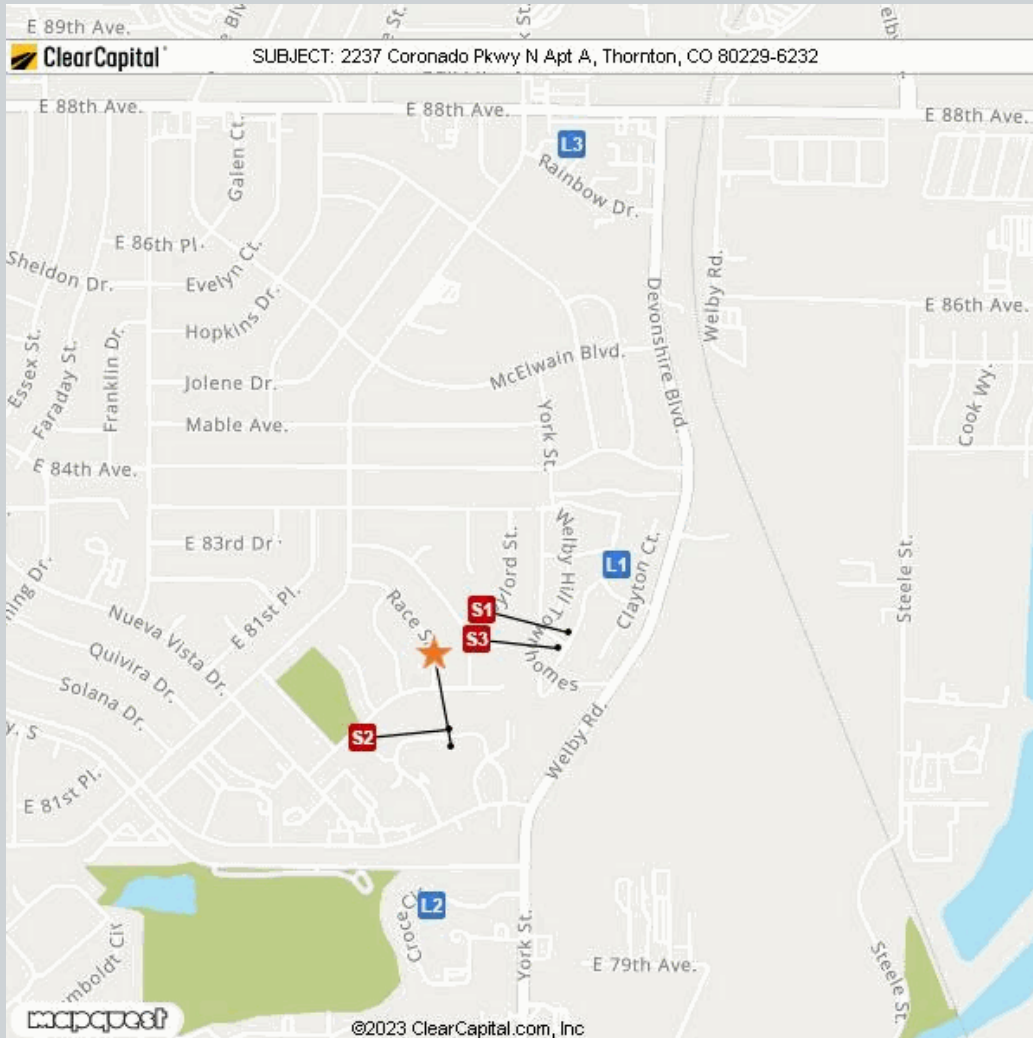 E 89th Ave.
ClearCapital
SUBJECT: 2237 Coronado Pkwy N Apt A, Thornton, CO 80229-6232
E 88th Ave.
E 88th Ave.
E 88th Ave.
L3
Galen Ct.
Rainbow Dr.
E 86th Pl
Sheldon Dr.
Evelyn Ct.
Welby Rd.
Devonshire Blvd.
E 86th Ave.
Hopkins Dr.
Essex St.
Faraday St.
Franklin Dr.
McElwain Blvd.
Jolene Dr.
Cook Wy.
Mable Ave.
York St.
E 84th Ave.
E 83rd Dr
Welby Hill Town
homes
L1
Clayton Ct.
Steele St.
E 81st Pl.
Race S
S1
S3
Nueva Vista Dr.
Quivira Dr.
Solana Dr.
S2
Welby Rd.
E 81st Pl.
L2
York St.
E 79th Ave.
Steele St.
mapquest
©2023 ClearCapital.com, Inc